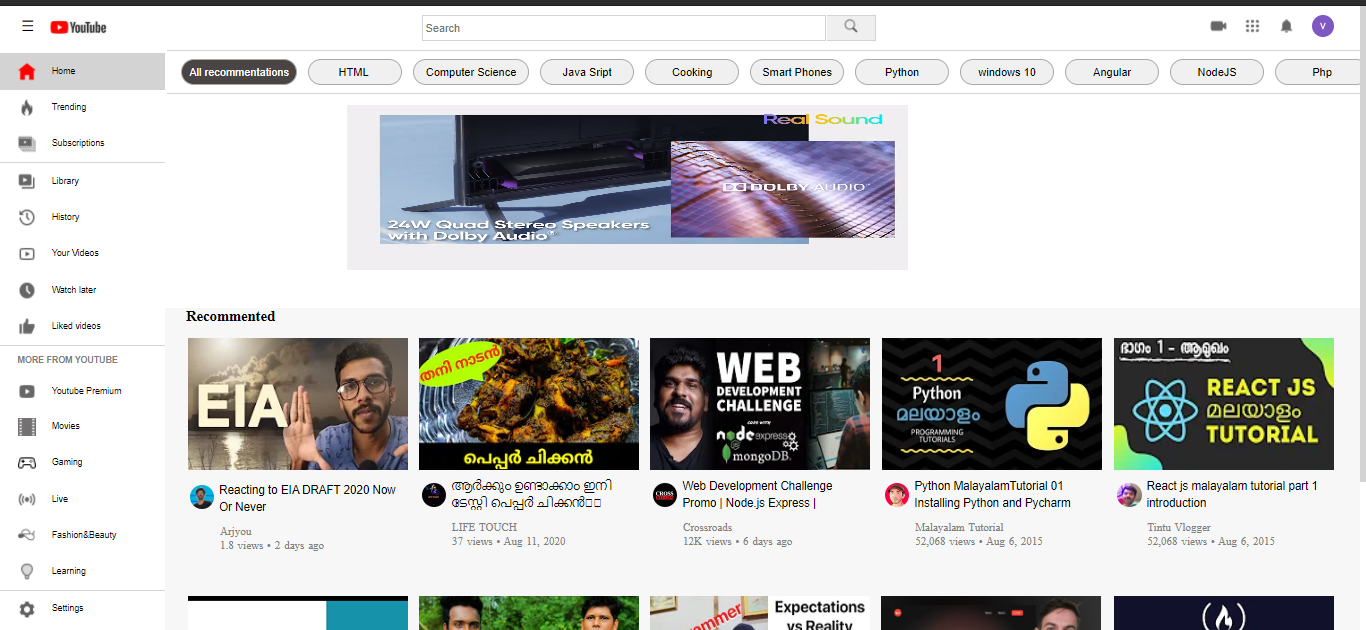 YouTube
Search
V
Home
Trending
Subscriptions
Library
History
Your Videos
Watch later
Liked videos
MORE FROM YOUTUBE
Youtube Premium
Movies
Gaming
Live
Fashion&Beauty
Learning
Settings
All recommentations
HTML
Computer Science
Java Sript
Cooking
Smart Phones
Python
windows 10
Angular
NodeJS
Php
Real Sound
DOLBY AUDIO™
24W Quad Stereo Speakers
with Dolby Audio™
Recommented
EIA
Reacting to EIA DRAFT 2020 Now
Or Never
Arjyou
1.8 views • 2 days ago
തനി നാടൻ
പെപ്പർ ചിക്കൻ
ആർക്കും ഉണ്ടാക്കാം ഇനി
ടേസ്റ്റി പെപ്പർ ചിക്കൻ
LIFE TOUCH
37 views • Aug 11, 2020
WEB
DEVELOPMENT
CHALLENGE
CODE WITH
node express
mongoDB
CROSS
Web Development Challenge
Promo | Node.js Express |
Crossroads
12K views • 6 days ago
1
Python
മലയാളം
PROGRAMMING
TUTORIALS
Python MalayalamTutorial 01
Installing Python and Pycharm
Malayalam Tutorial
52,068 views • Aug 6, 2015
ഭാഗം 1 - ആമുഖം
REACT JS
മലയാളം
TUTORIAL
React js malayalam tutorial part 1
introduction
Tintu Vlogger
52,068 views • Aug 6, 2015
Expectations
vs Reality